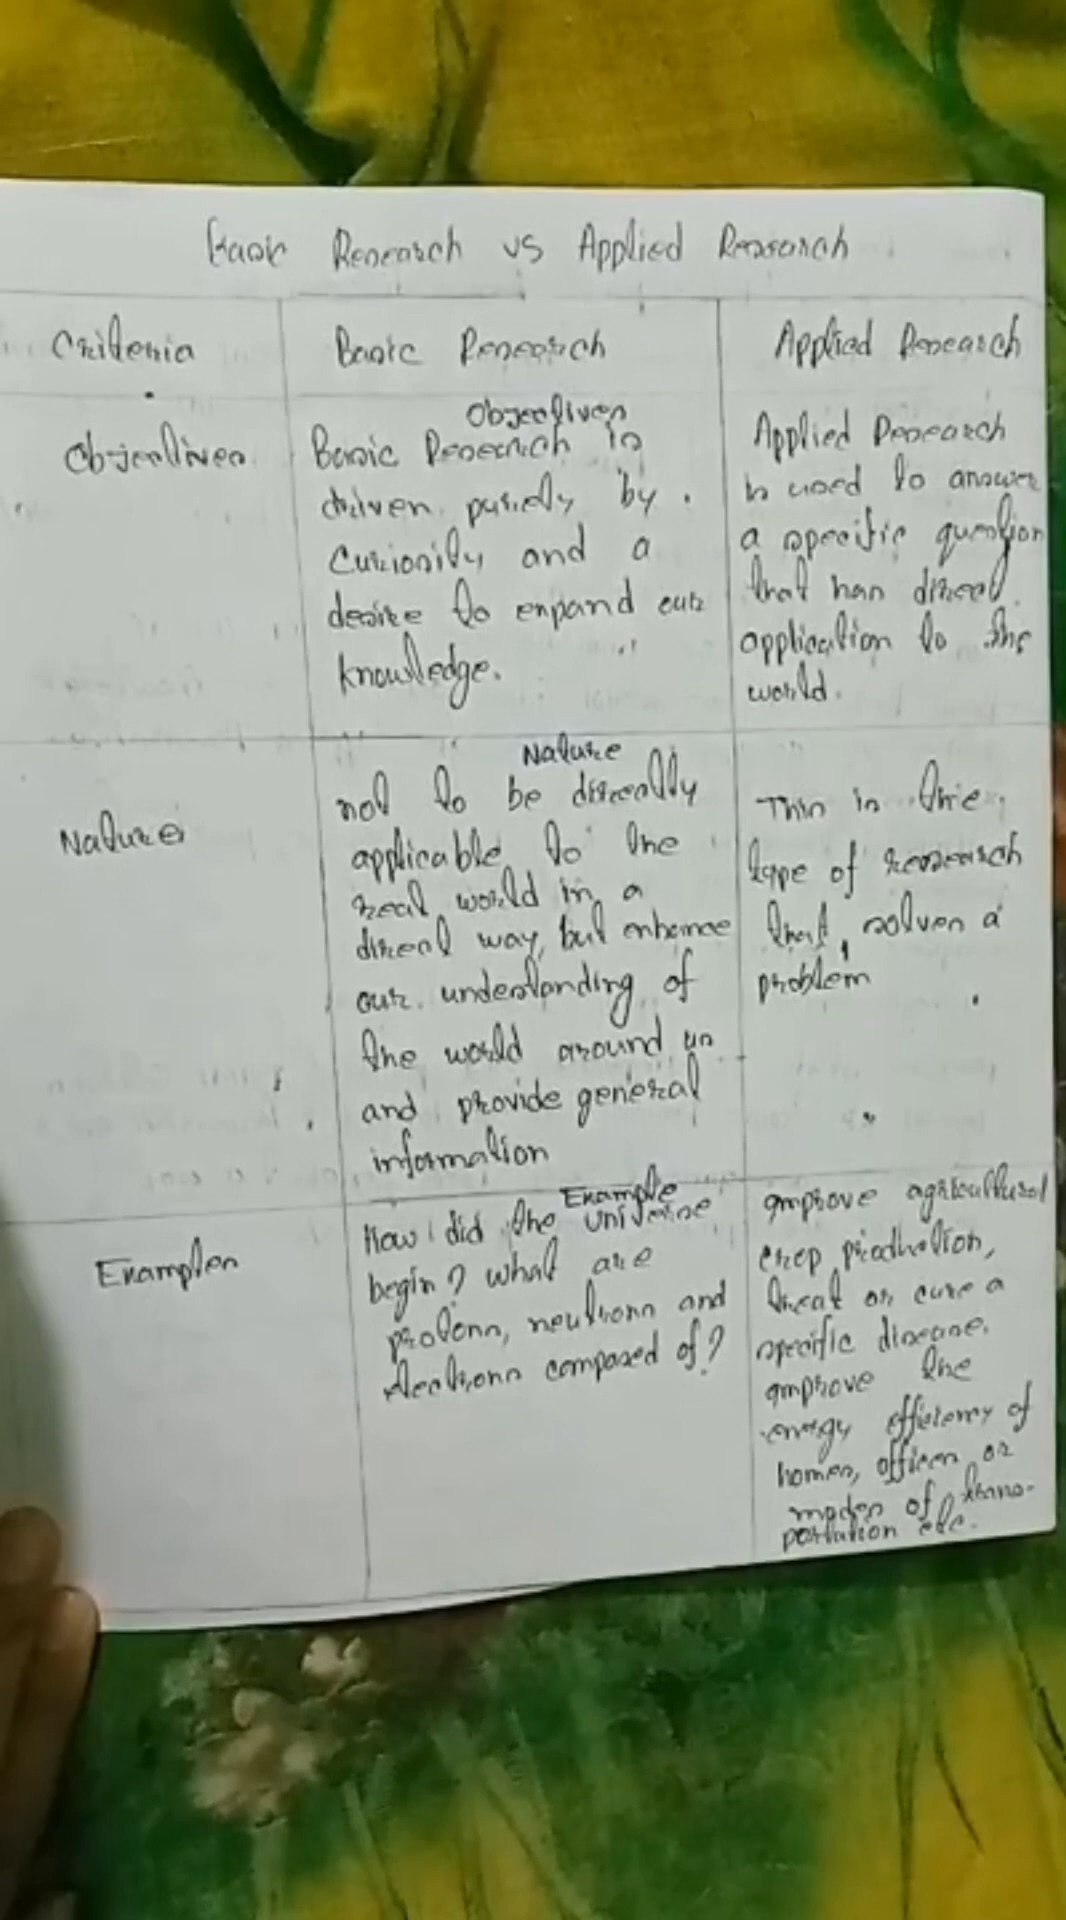 Basic Research vs Applied Research
Criteria
Basic Research
Applied Research
Objectives
Objectives
Basic Research is
driven purely by
curiosity and a
desire to expand our
knowledge.
Applied Research
is used to answer
a specific question
that has direct
application to the
world.
Nature
Nature
not to be directly
applicable to the
real world in a
direct way, but enhance
our understanding of
the world around us
and provide general
information
This is the
type of research
that solves a
problem
Examples
Example
How did the universe
begin? what are
protons, neutrons and
electrons composed of?
improve agricultural
crop production,
treat or cure a
specific disease.
improve the
energy efficiency of
homes, offices, or
modes of trans-
portation etc.